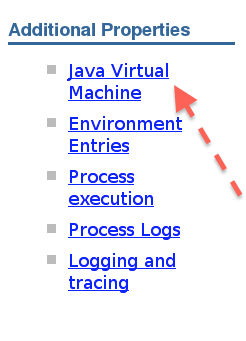 Additional Properties
Java Virtual
Machine
Environment
Entries
Process
execution
Process Logs
Logging and
tracing